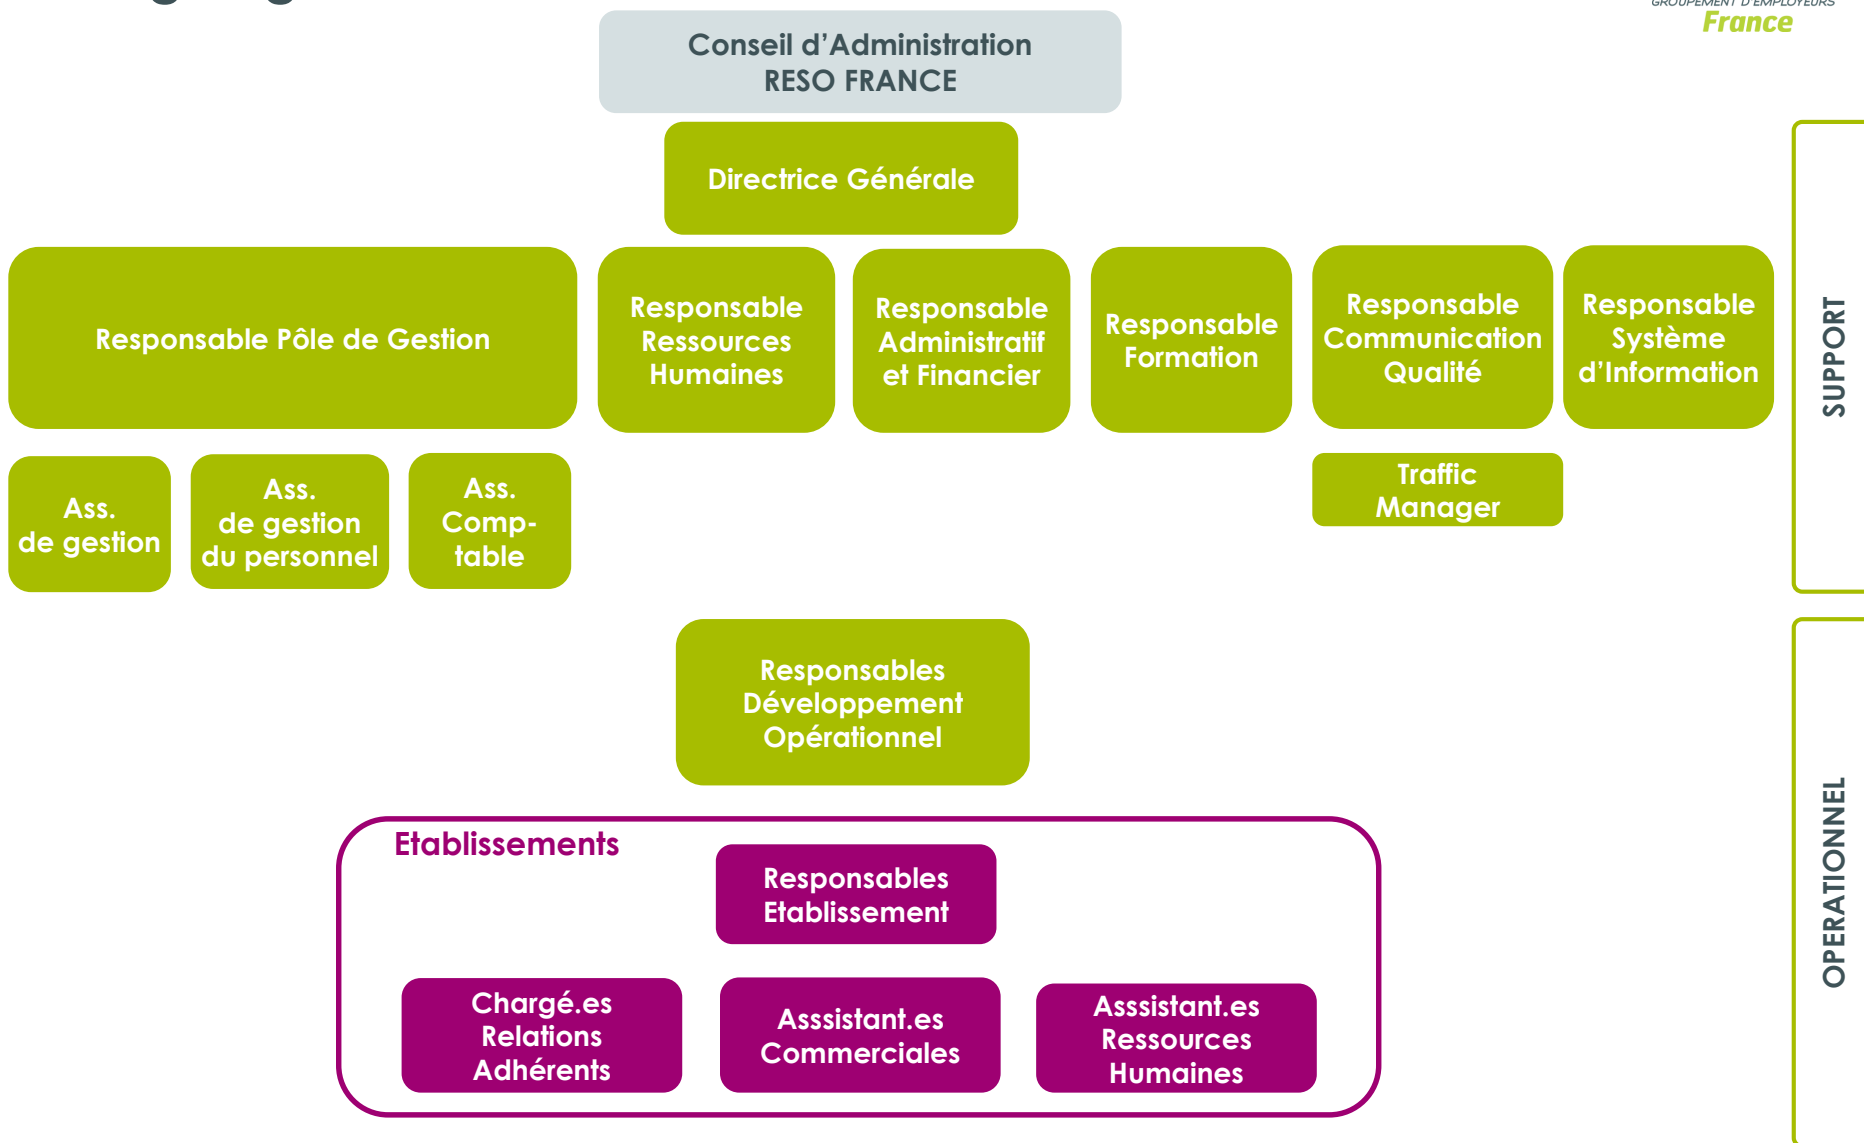 GROUPEMENT D'EMPLOYEURS
France
Conseil d'Administration
RESO FRANCE
Directrice Générale
Responsable Pôle de Gestion
Responsable
Ressources
Humaines
Responsable
Administratif
et Financier
Responsable
Formation
Responsable
Communication
Qualité
Responsable
Système
d'Information
SUPPORT
Ass.
de gestion
Ass.
de gestion
du personnel
Ass.
Comp-
table
Traffic
Manager
Responsables
Développement
Opérationnel
OPERATIONNEL
Etablissements
Responsables
Etablissement
Chargé.es
Relations
Adhérents
Asssistant.es
Commerciales
Asssistant.es
Ressources
Humaines